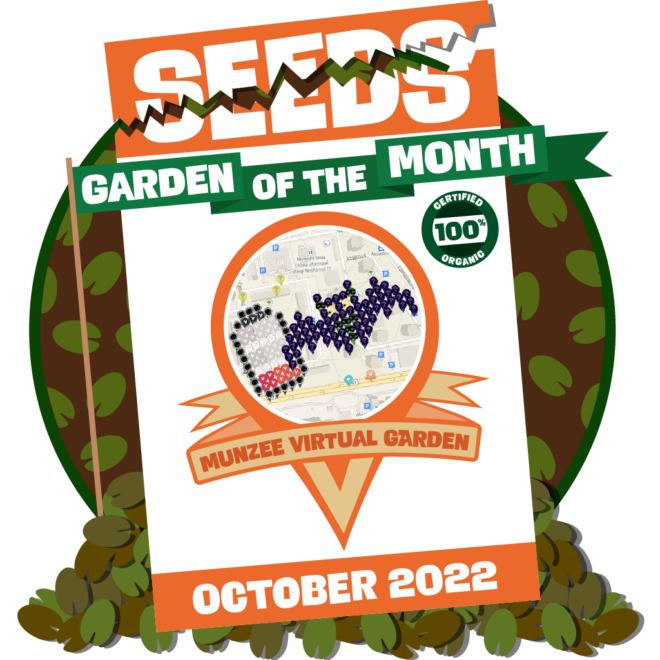 SEEDS
GARDEN OF THE MONTH
CERTIFIED
100%
ORGANIC
MUNZEE VIRTUAL GARDEN
OCTOBER 2022